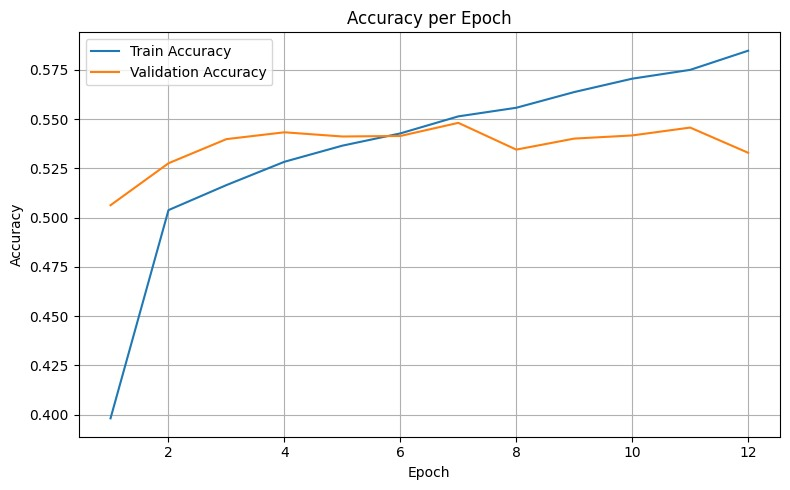 Accuracy per Epoch
Train Accuracy
Validation Accuracy
0.575
0.550
0.525
0.500
0.475
0.450
0.425
0.400
Accuracy
2 4 6 8 10 12
Epoch